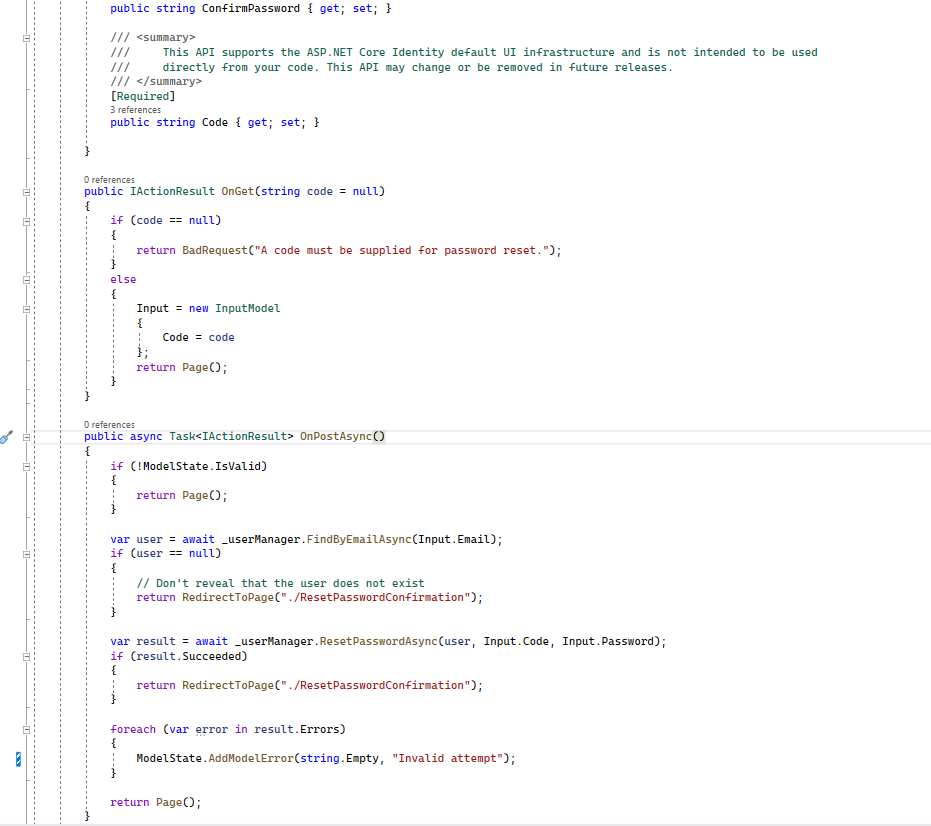 public string ConfirmPassword { get; set; }
/// <summary>
///     This API supports the ASP.NET Core Identity default UI infrastructure and is not intended to be used
///     directly from your code. This API may change or be removed in future releases.
/// </summary>
[Required]
3 references
public string Code { get; set; }
}
0 references
public IActionResult OnGet(string code = null)
{
if (code == null)
{
return BadRequest("A code must be supplied for password reset.");
}
else
{
Input = new InputModel
{
Code = code
};
return Page();
}
}
0 references
public async Task<IActionResult> OnPostAsync()
{
if (!ModelState.IsValid)
{
return Page();
}
var user = await _userManager.FindByEmailAsync(Input.Email);
if (user == null)
{
// Don't reveal that the user does not exist
return RedirectToPage("./ResetPasswordConfirmation");
}
var result = await _userManager.ResetPasswordAsync(user, Input.Code, Input.Password);
if (result.Succeeded)
{
return RedirectToPage("./ResetPasswordConfirmation");
}
foreach (var error in result.Errors)
{
ModelState.AddModelError(string.Empty, "Invalid attempt");
}
return Page();
}